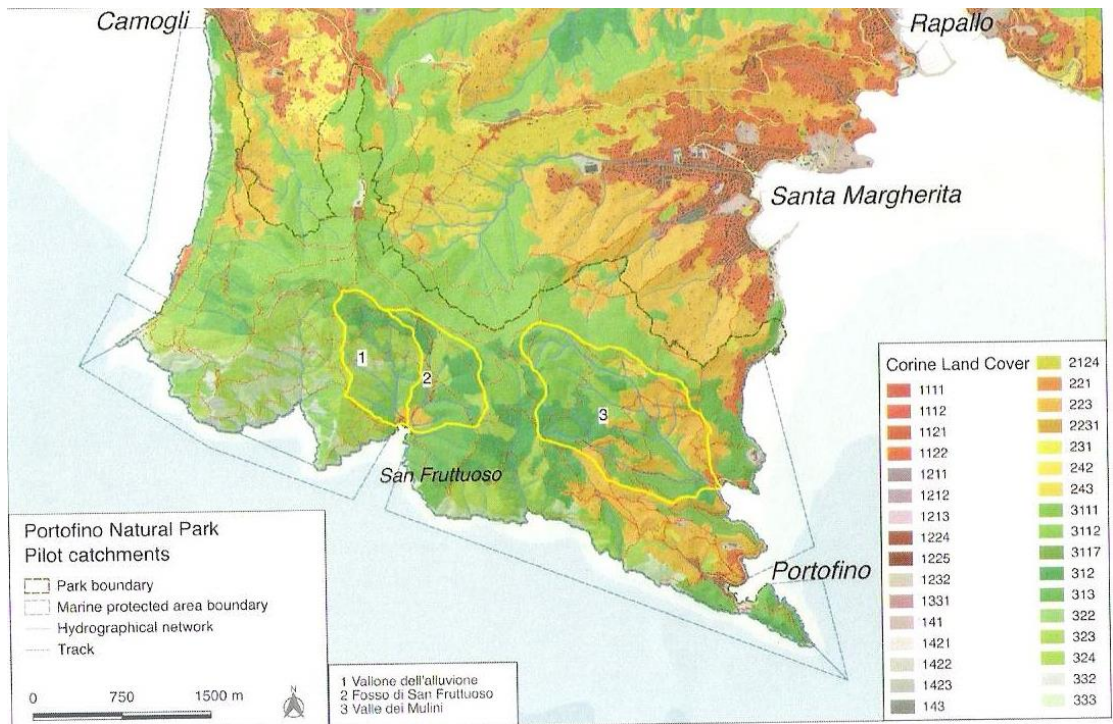 Camogli
Rapallo
Santa Margherita
1
2
3
San Fruttuoso
Portofino
Portofino Natural Park
Pilot catchments
Park boundary
Marine protected area boundary
Hydrographical network
Track
0 750 1500 m
N
1 Vallone dell'alluvione
2 Fosso di San Fruttuoso
3 Valle dei Mulini
Corine Land Cover
1111
1112
1121
1122
1211
1212
1213
1224
1225
1232
1331
141
1421
1422
1423
143
2124
221
223
2231
231
242
243
3111
3112
3117
312
313
322
323
324
332
333